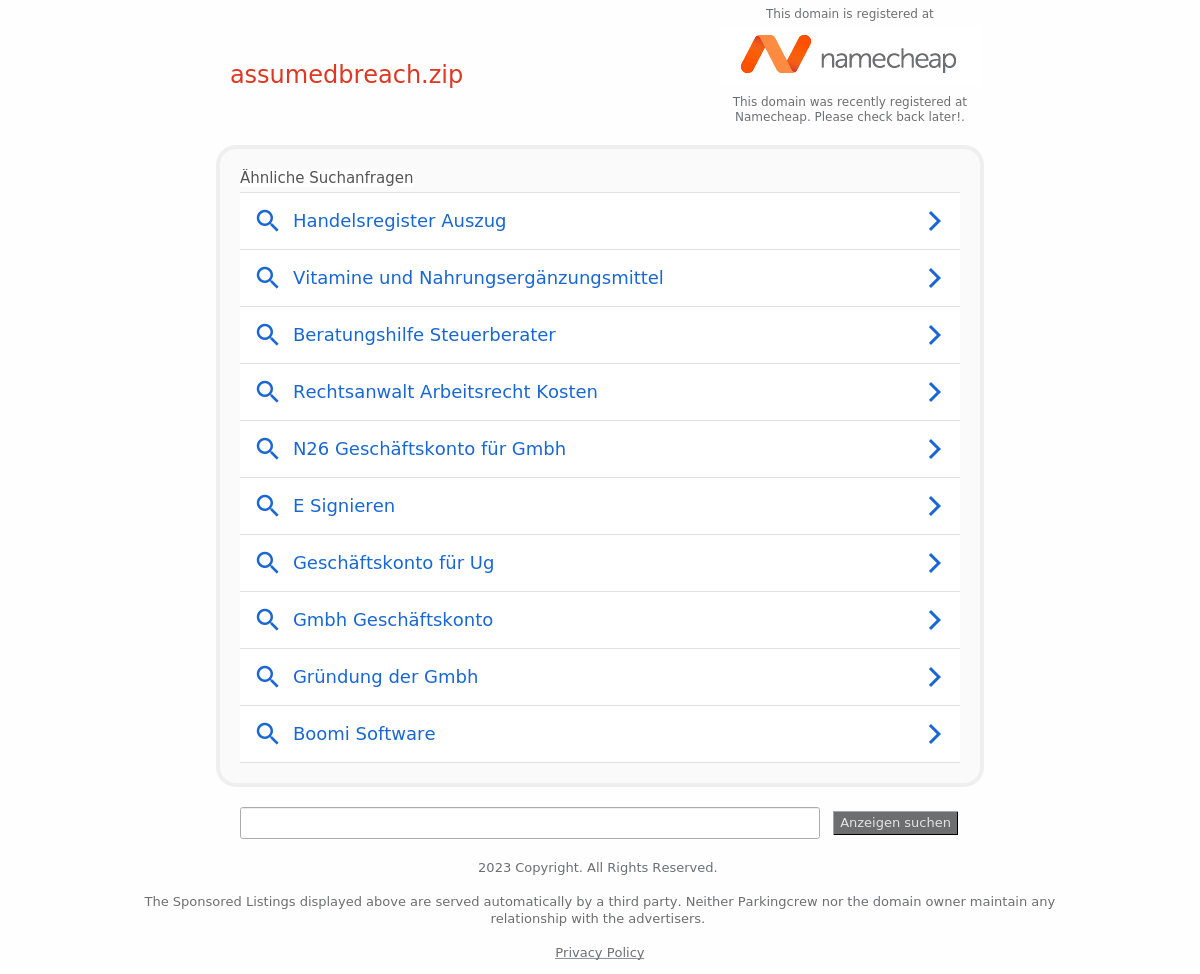 This domain is registered at
namecheap
assumedbreach.zip
This domain was recently registered at
Namecheap. Please check back later!.
Ähnliche Suchanfragen
Handelsregister Auszug
Vitamine und Nahrungsergänzungsmittel
Beratungshilfe Steuerberater
Rechtsanwalt Arbeitsrecht Kosten
N26 Geschäftskonto für Gmbh
E Signieren
Geschäftskonto für Ug
Gmbh Geschäftskonto
Gründung der Gmbh
Boomi Software
Anzeigen suchen
2023 Copyright. All Rights Reserved.
The Sponsored Listings displayed above are served automatically by a third party. Neither Parkingcrew nor the domain owner maintain any
relationship with the advertisers.
Privacy Policy